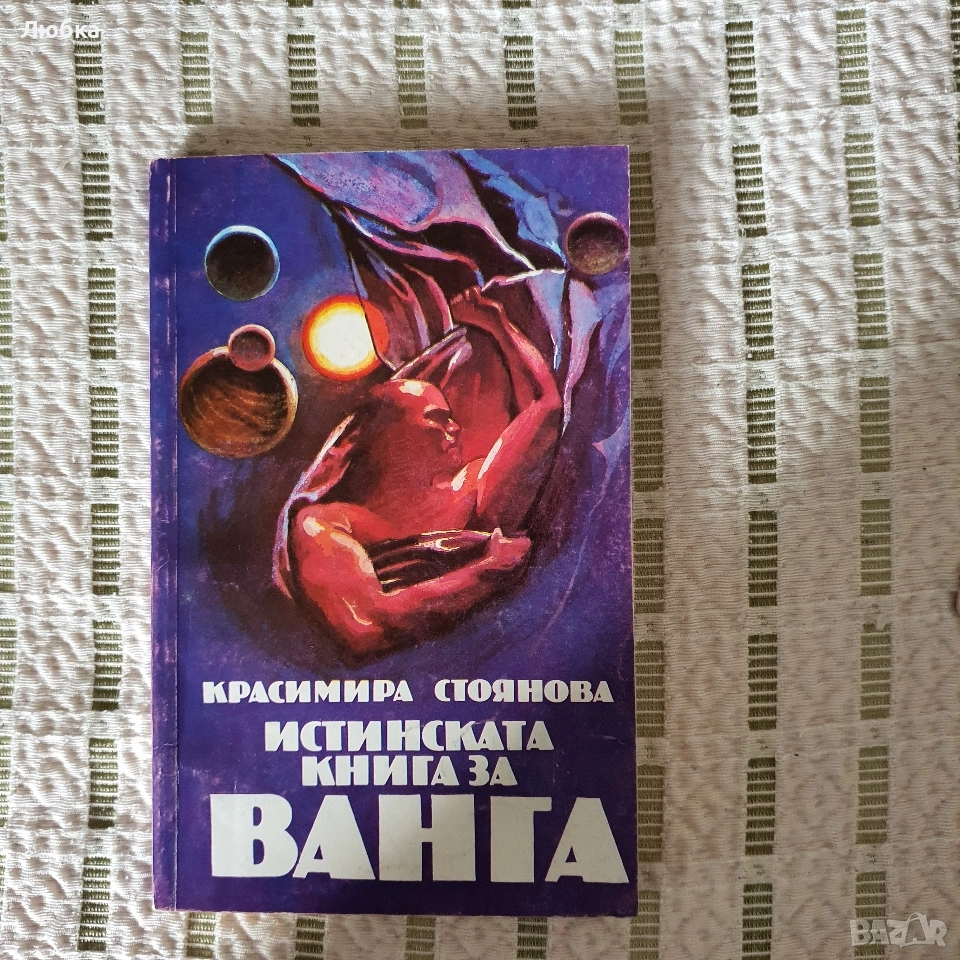 Любка
КРАСИМИРА СТОЯНОВА
ИСТИНСКАТА
КНИГА ЗА
ВАНГА
BAZAR